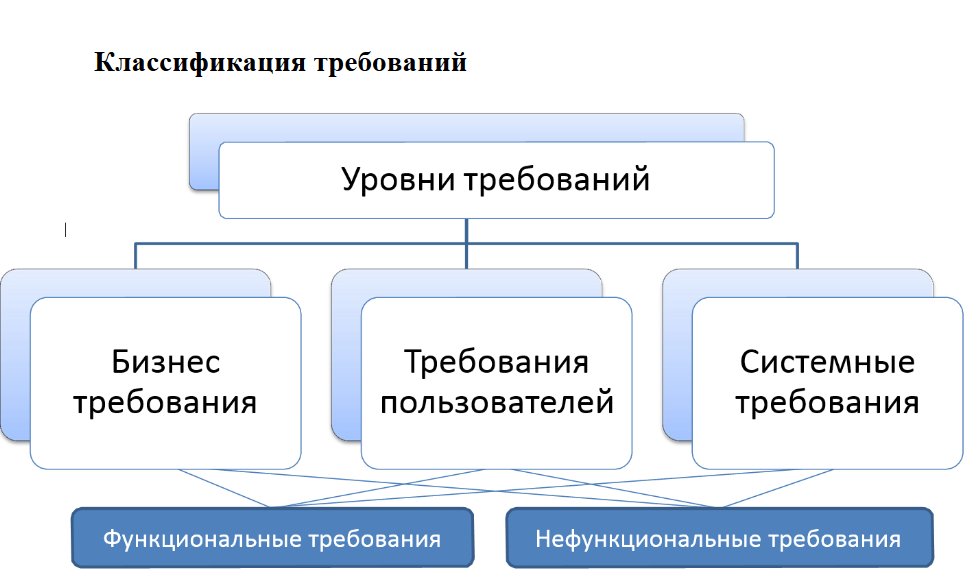 Классификация требований
Уровни требований
Бизнес
требования
Требования
пользователей
Системные
требования
Функциональные требования
Нефункциональные требования